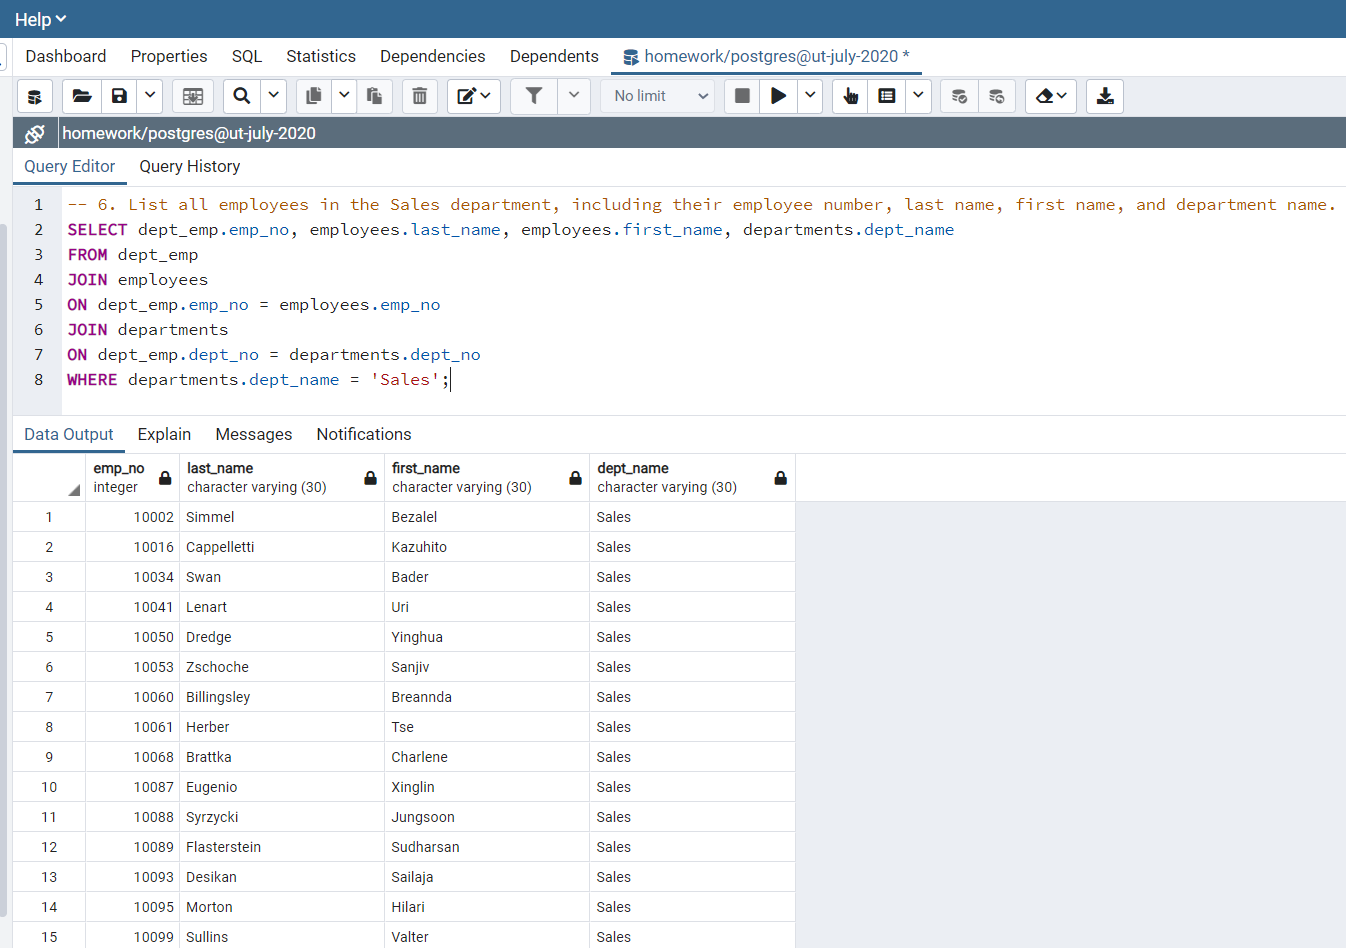 Help
Dashboard Properties SQL Statistics Dependencies Dependents homework/postgres@ut-july-2020 *
No limit
homework/postgres@ut-july-2020
Query Editor Query History
1 -- 6. List all employees in the Sales department, including their employee number, last name, first name, and department name.
2 SELECT dept_emp.emp_no, employees.last_name, employees.first_name, departments.dept_name
3 FROM dept_emp
4 JOIN employees
5 ON dept_emp.emp_no = employees.emp_no
6 JOIN departments
7 ON dept_emp.dept_no = departments.dept_no
8 WHERE departments.dept_name = 'Sales';
Data Output Explain Messages Notifications
emp_no last_name first_name dept_name
integer character varying (30) character varying (30) character varying (30)
1 10002 Simmel Bezalel Sales
2 10016 Cappelletti Kazuhito Sales
3 10034 Swan Bader Sales
4 10041 Lenart Uri Sales
5 10050 Dredge Yinghua Sales
6 10053 Zschoche Sanjiv Sales
7 10060 Billingsley Breannda Sales
8 10061 Herber Tse Sales
9 10068 Brattka Charlene Sales
10 10087 Eugenio Xinglin Sales
11 10088 Syrzycki Jungsoon Sales
12 10089 Flasterstein Sudharsan Sales
13 10093 Desikan Sailaja Sales
14 10095 Morton Hilari Sales
15 10099 Sullins Valter Sales